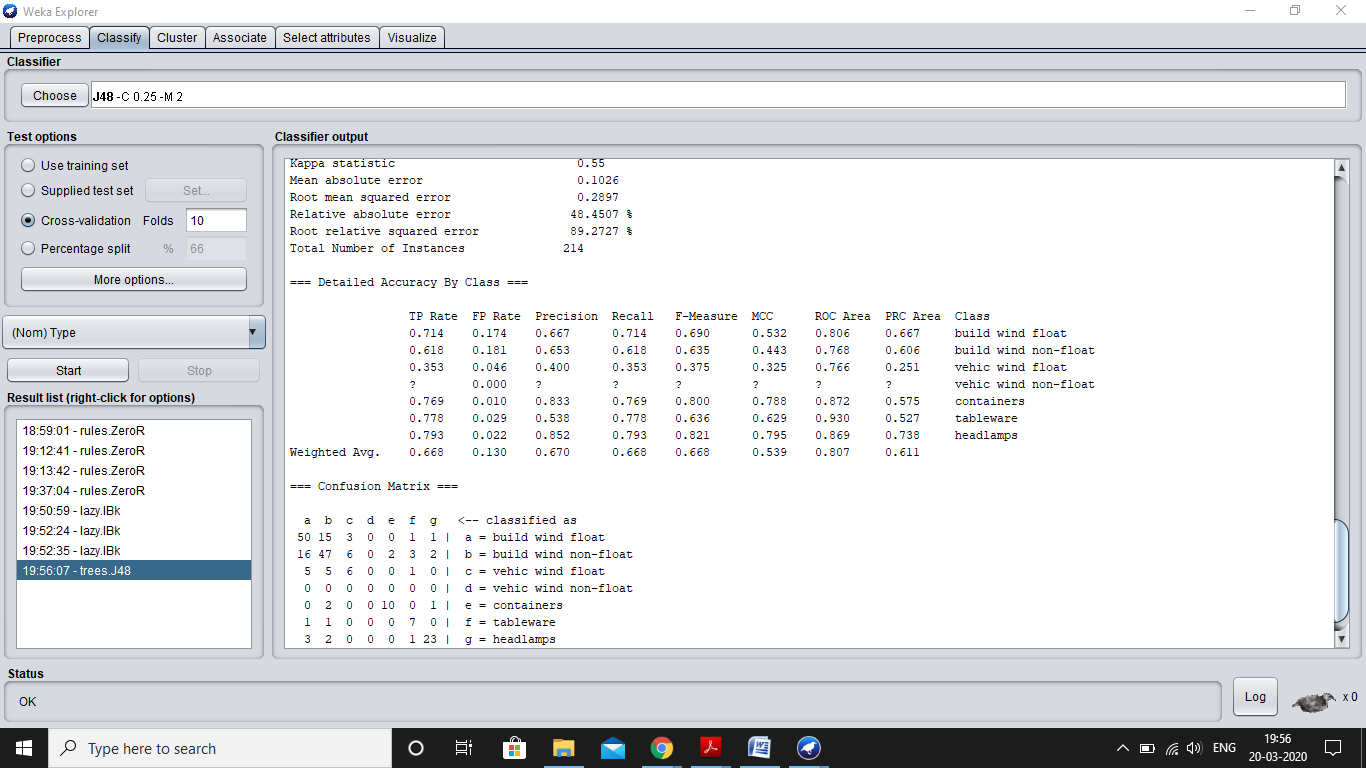 Weka Explorer
Preprocess Classify Cluster Associate Select attributes Visualize
Classifier
Choose J48 -C 0.25 -M 2
Test options
Use training set
Supplied test set Set...
Cross-validation Folds 10
Percentage split % 66
More options...
(Nom) Type
Start Stop
Result list (right-click for options)
18:59:01 - rules.ZeroR
19:12:41 - rules.ZeroR
19:13:42 - rules.ZeroR
19:37:04 - rules.ZeroR
19:50:59 - lazy.IBk
19:52:24 - lazy.IBk
19:52:35 - lazy.IBk
19:56:07 - trees.J48
Classifier output
Kappa statistic 0.55
Mean absolute error 0.1026
Root mean squared error 0.2897
Relative absolute error 48.4507 %
Root relative squared error 89.2727 %
Total Number of Instances 214
=== Detailed Accuracy By Class ===
TP Rate FP Rate Precision Recall F-Measure MCC ROC Area PRC Area Class
0.714 0.174 0.667 0.714 0.690 0.532 0.806 0.667 build wind float
0.618 0.181 0.653 0.618 0.635 0.443 0.768 0.606 build wind non-float
0.353 0.046 0.400 0.353 0.375 0.325 0.766 0.251 vehic wind float
? 0.000 ? ? ? ? ? ? vehic wind non-float
0.769 0.010 0.833 0.769 0.800 0.788 0.872 0.575 containers
0.778 0.029 0.538 0.778 0.636 0.629 0.930 0.527 tableware
0.793 0.022 0.852 0.793 0.821 0.795 0.869 0.738 headlamps
Weighted Avg. 0.668 0.130 0.670 0.668 0.668 0.539 0.807 0.611
=== Confusion Matrix ===
a b c d e f g <-- classified as
50 15 3 0 0 1 1 | a = build wind float
16 47 6 0 2 3 2 | b = build wind non-float
5 5 6 0 0 1 0 | c = vehic wind float
0 0 0 0 0 0 0 | d = vehic wind non-float
0 2 0 0 10 0 1 | e = containers
1 1 0 0 0 7 0 | f = tableware
3 2 0 0 0 1 23 | g = headlamps
Status
OK
Log
x 0
Type here to search
ENG
19:56
20-03-2020